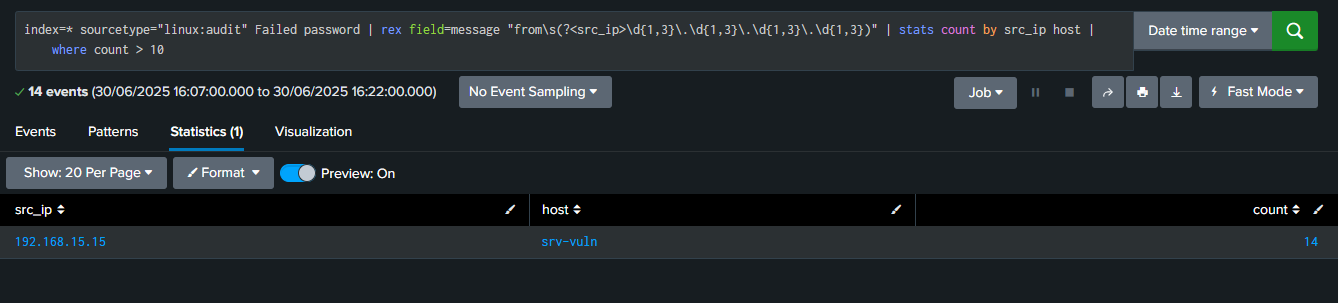 index=* sourcetype="linux:audit" Failed password | rex field=message "from\s(?<src_ip>\d{1,3}\.\d{1,3}\.\d{1,3}\.\d{1,3})" | stats count by src_ip host |
where count > 10
Date time range
14 events (30/06/2025 16:07:00.000 to 30/06/2025 16:22:00.000)
No Event Sampling
Job
Fast Mode
Events
Patterns
Statistics (1)
Visualization
Show: 20 Per Page
Format
Preview: On
src_ip host count
192.168.15.15 srv-vuln 14